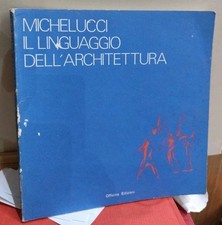 MICHELUCCI
IL LINGUAGGIO
DELL'ARCHITETTURA
Officina Edizioni